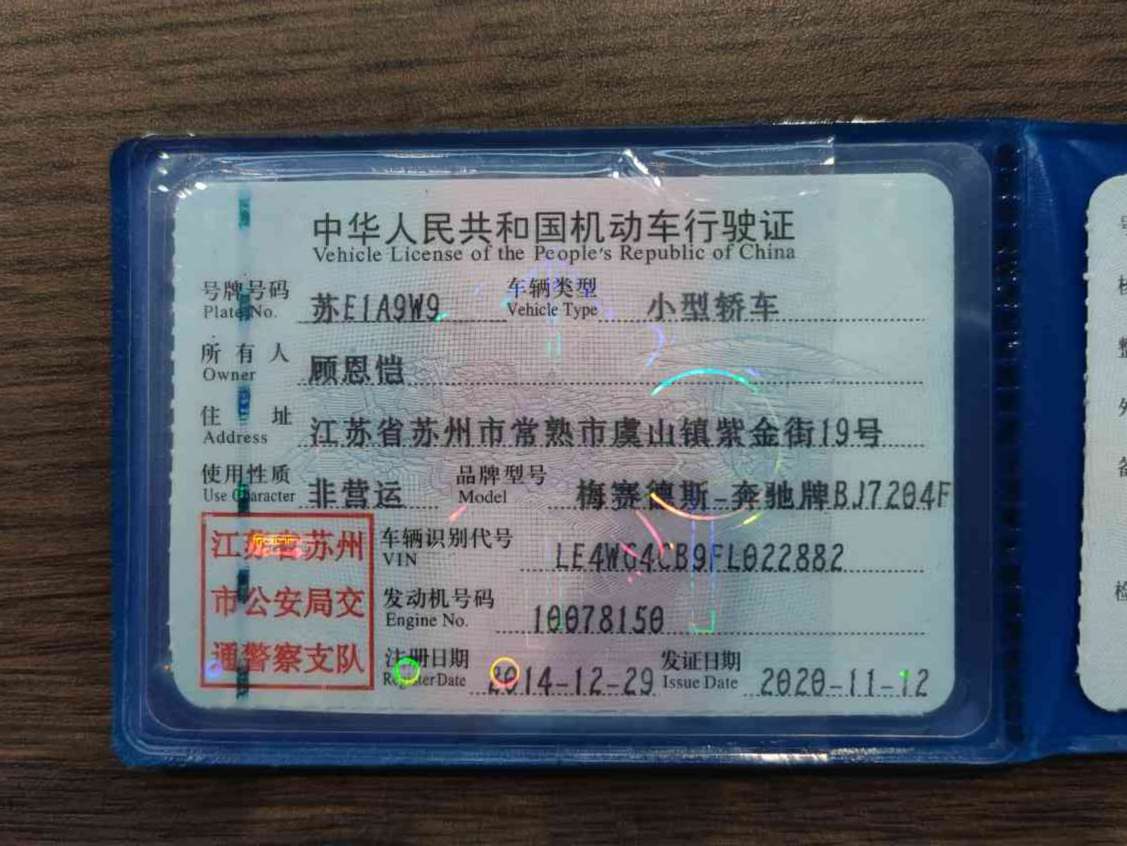 中华人民共和国机动车行驶证
Vehicle License of the People's Republic of China
号牌号码 苏E1A9W9 车辆类型 小型轿车
Plate No. Vehicle Type
所有人 顾恩恺
Owner
住址 江苏省苏州市常熟市虞山镇紫金街19号
Address
使用性质 非营运 品牌型号 梅赛德斯-奔驰牌BJ7204F
Use Character Model
江苏省苏州
市公安局交
通警察支队
车辆识别代号 LE4WG4CB9FL022882
VIN
发动机号码 10078150
Engine No.
注册日期 2014-12-29 发证日期 2020-11-12
Register Date Issue Date